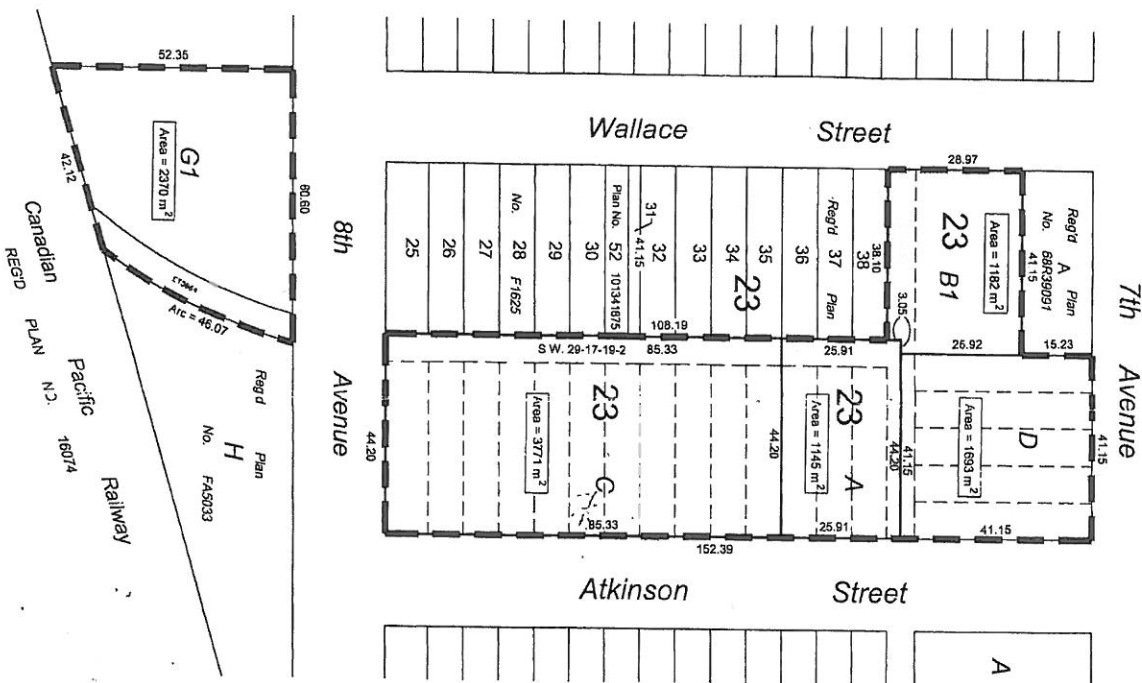 Wallace Street
Atkinson Street
7th Avenue
8th Avenue
52.35
60.60
42.12
G1
Area = 2370 m²
Arc = 46.07
Canadian Pacific Railway
REG'D PLAN NO. 16074
Reg'd Plan
H
No. FA5033
25
26
27
28
29
30
31
32
33
34
35
36
37
38
No. F1625
Plan No. 52 101341875
41.15
23
Reg'd Plan
38.10
3.05
28.97
23 B1
Area = 1182 m²
Reg'd Plan
A
No. 68R39091
41.15
26.92
15.23
108.19
S.W. 29-17-19-2
85.33
25.91
23
Area = 3771 m²
85.33
44.20
44.20
23 A
Area = 1145 m²
25.91
44.20
41.15
D
Area = 1693 m²
41.15
41.15
152.39
A